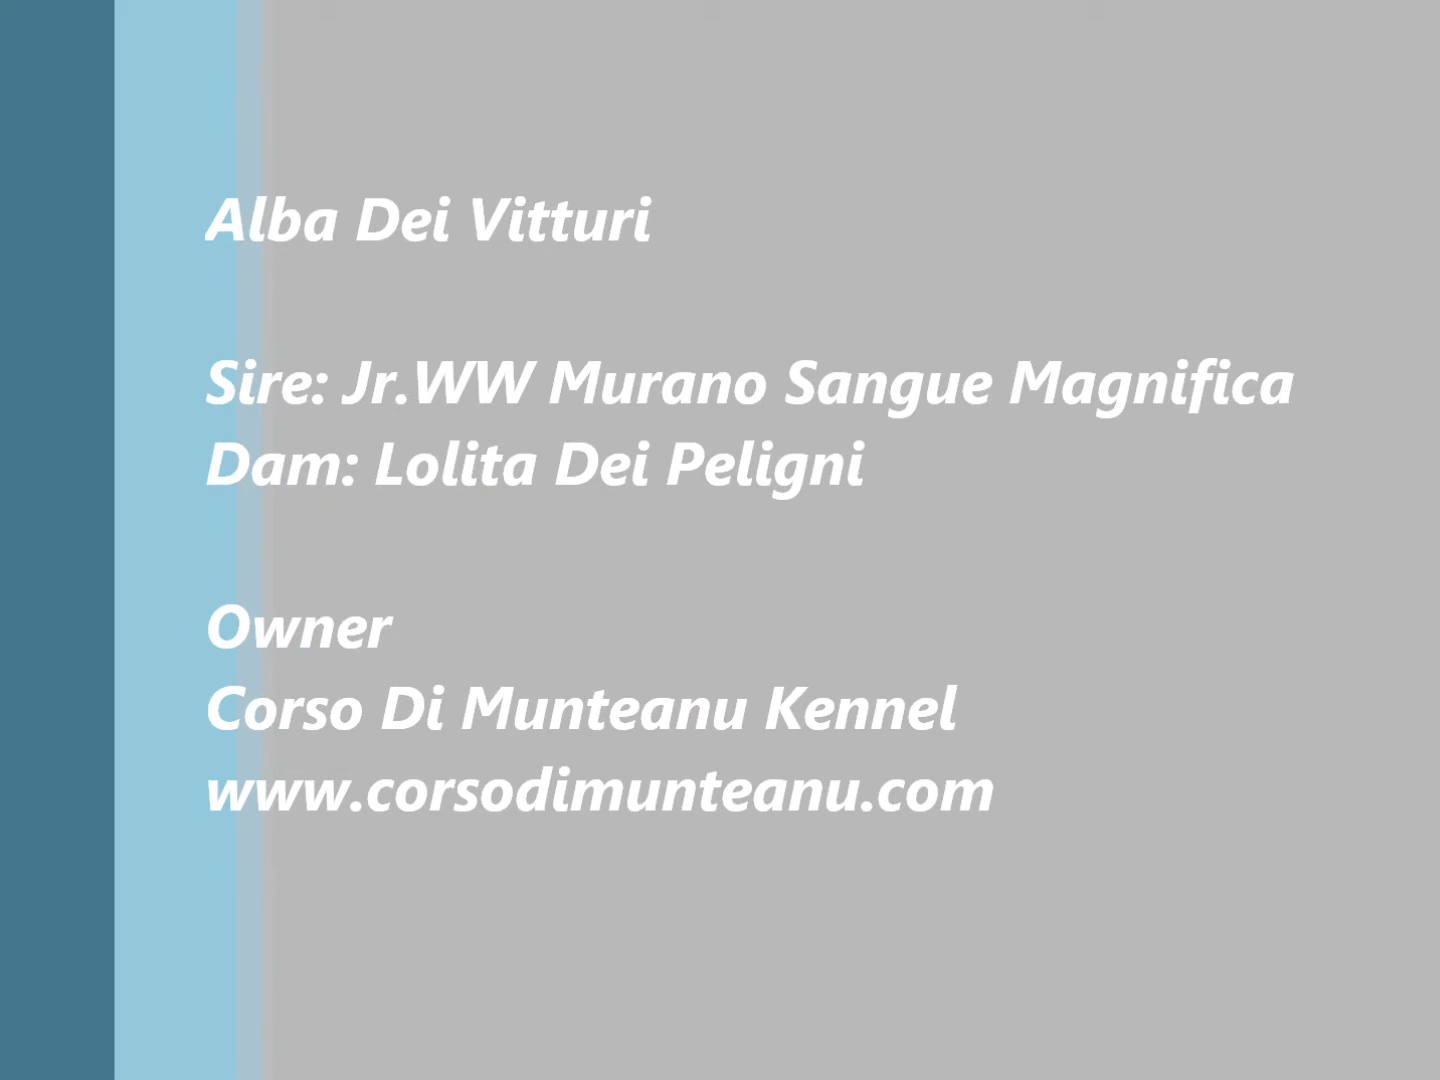 Alba Dei Vitturi
Sire: Jr.WW Murano Sangue Magnifica
Dam: Lolita Dei Peligni
Owner
Corso Di Munteanu Kennel
www.corsodimunteanu.com